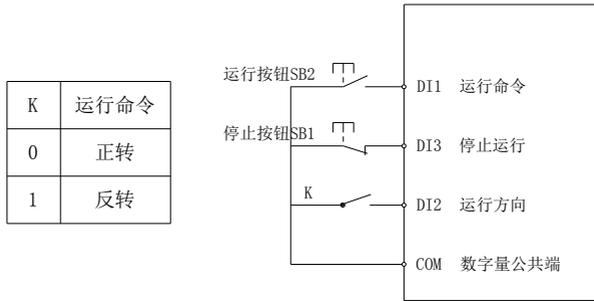 K 运行命令
0 正转
1 反转
运行按钮SB2
DI1 运行命令
停止按钮SB1
DI3 停止运行
K
DI2 运行方向
COM 数字量公共端